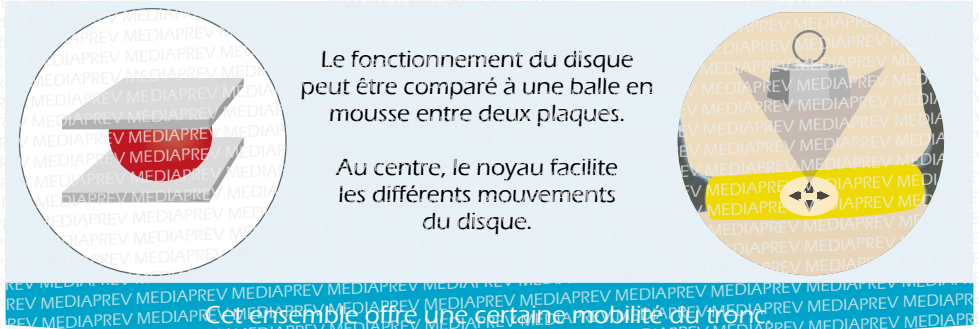 Le fonctionnement du disque
peut être comparé à une balle en
mousse entre deux plaques.
Au centre, le noyau facilite
les différents mouvements
du disque.
Cet ensemble offre une certaine mobilité du tronc.